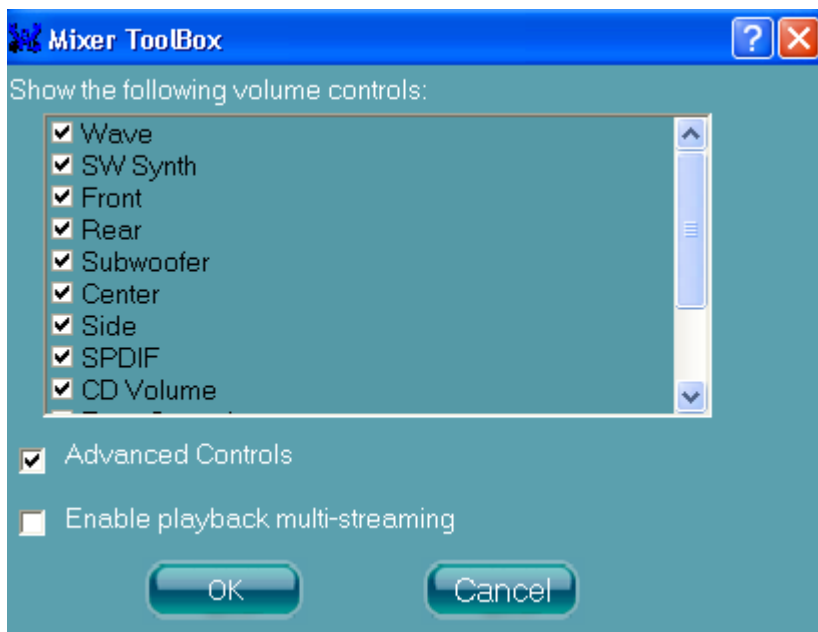 Mixer ToolBox
Show the following volume controls:
Wave
SW Synth
Front
Rear
Subwoofer
Center
Side
SPDIF
CD Volume
Advanced Controls
Enable playback multi-streaming
OK
Cancel